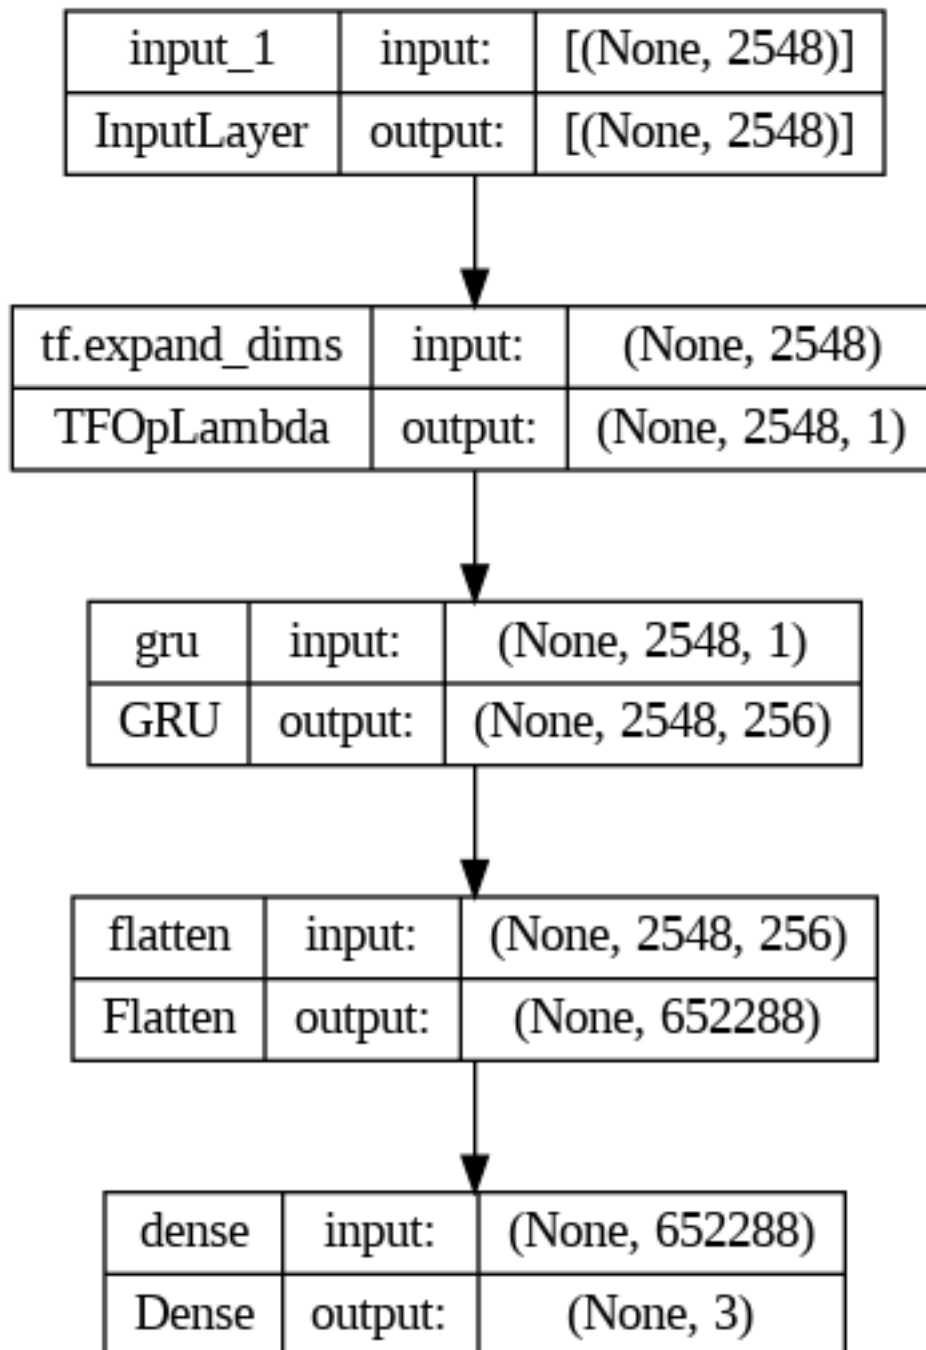 input_1 input: [(None, 2548)]
InputLayer output: [(None, 2548)]
tf.expand_dims input: (None, 2548)
TFOpLambda output: (None, 2548, 1)
gru input: (None, 2548, 1)
GRU output: (None, 2548, 256)
flatten input: (None, 2548, 256)
Flatten output: (None, 652288)
dense input: (None, 652288)
Dense output: (None, 3)